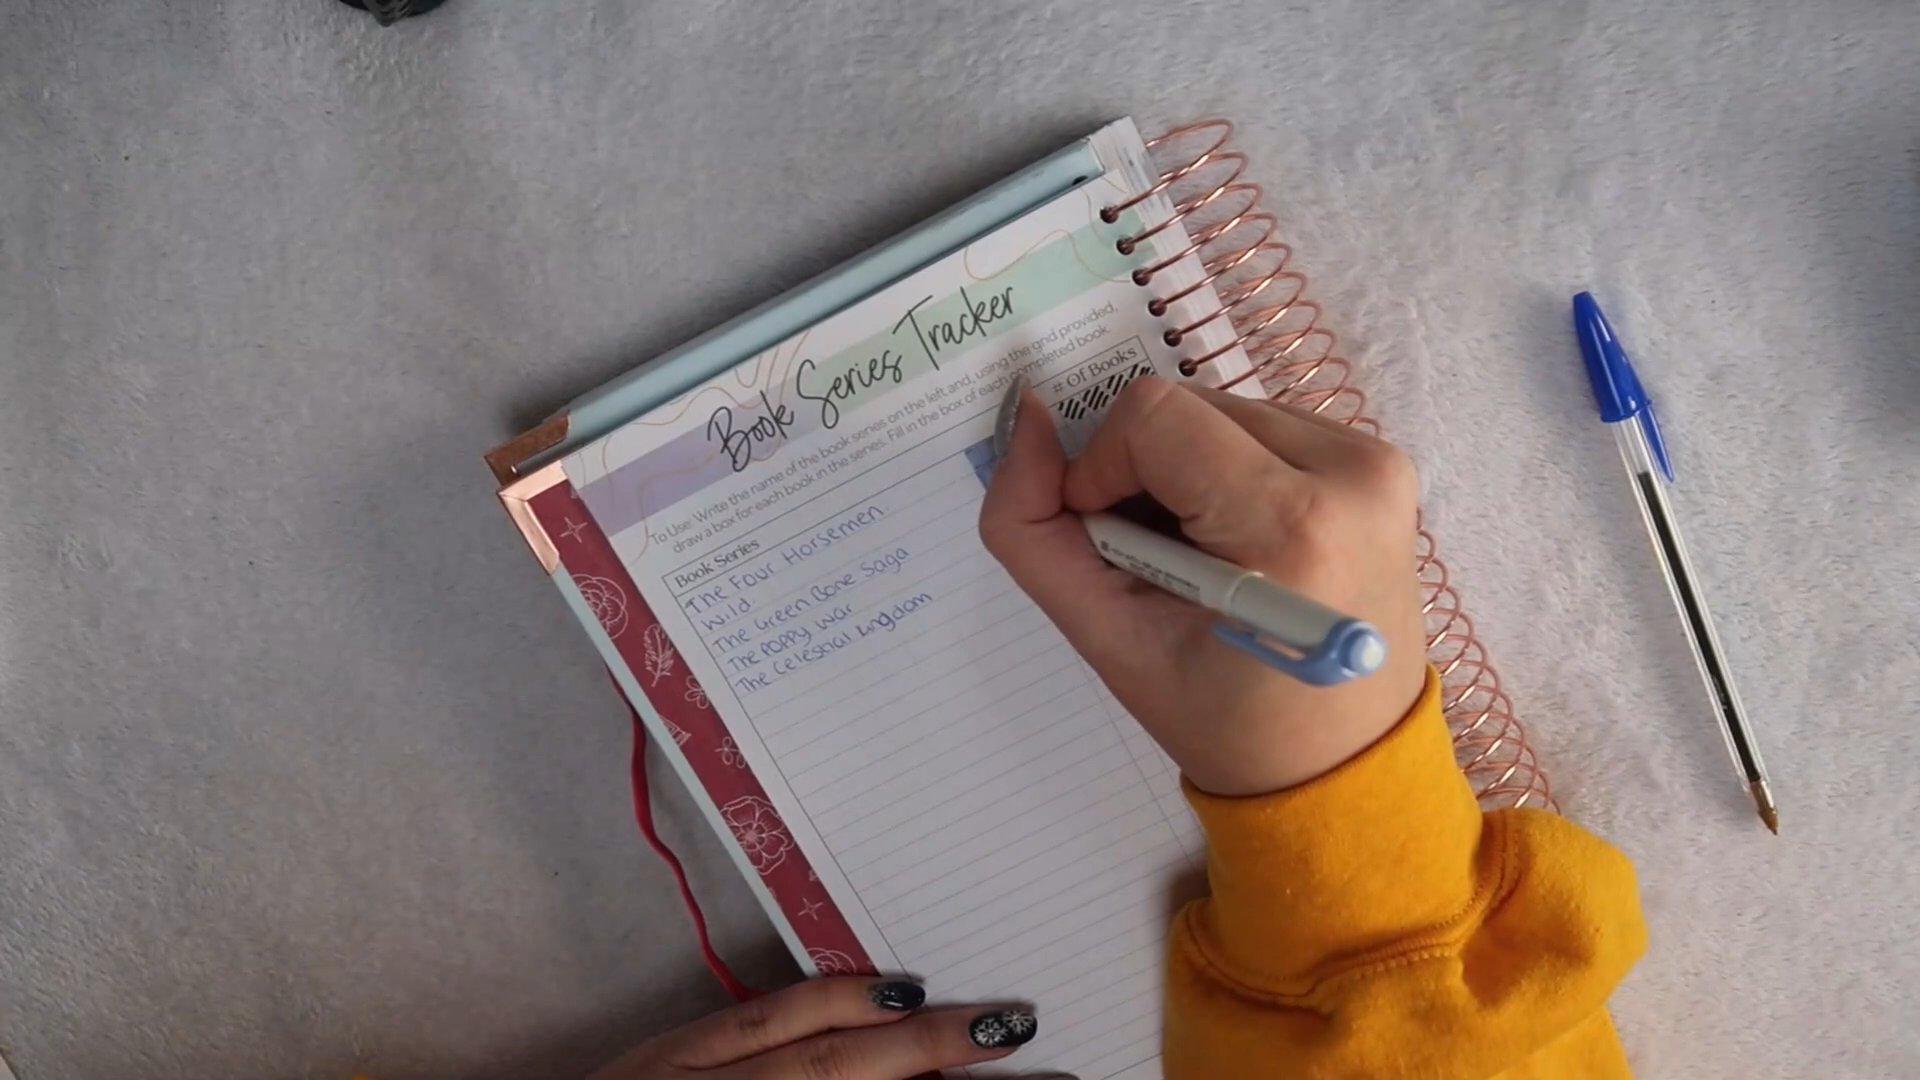 Book Series Tracker
To Use: Write the name of the book series on the left and, using the grid provided,
draw a box for each book in the series. Fill in the box of each completed book.
Book Series
# Of Books
The Four Horsemen
Wild
The Green Bone Saga
The Poppy War
The Celestial Kingdom